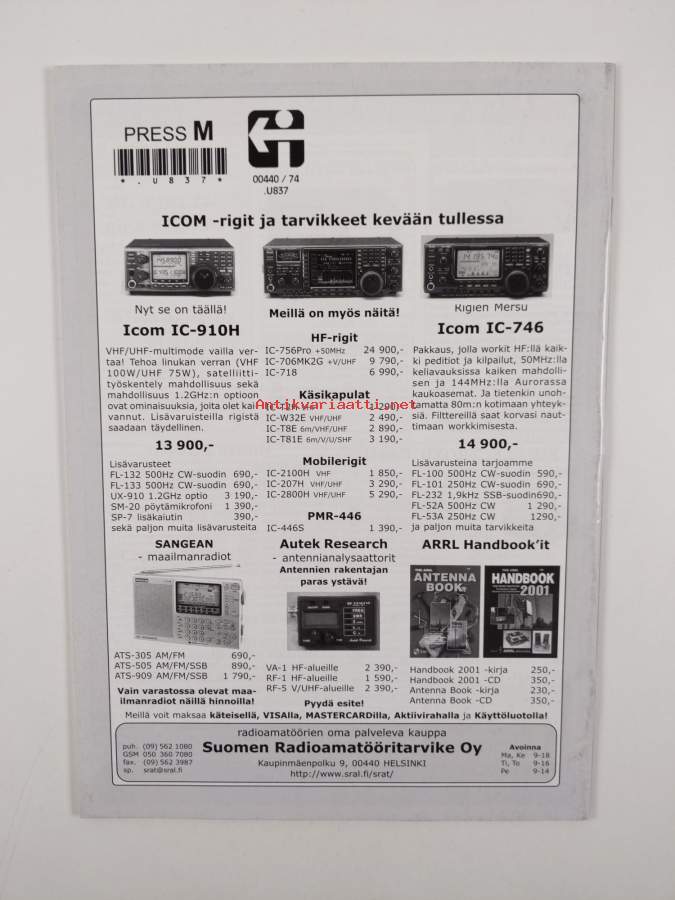 PRESS M
*.U837*
00440 / 74
.U837
ICOM -rigit ja tarvikkeet kevään tullessa
Nyt se on täällä!
Icom IC-910H
VHF/UHF-multimode vailla ver-
taa! Tehoa linukan verran (VHF
100W/UHF 75W), satelliiti-
työskentely mahdollisuus sekä
mahdollisuus 1.2GHz:n optioon
ovat ominaisuuksia, joita olet kai-
vannut. Lisävarusteilla rigistä
saadaan täydellinen.
13 900,-
Lisävarusteet
FL-132 500Hz CW-suodin 690,-
FL-133 500Hz CW-suodin 690,-
UX-910 1.2GHz optio 3 190,-
SM-20 pöytämikrofoni 1 390,-
SP-7 lisäkaiutin 390,-
sekä paljon muita lisävarusteita
Meillä on myös näitä!
HF-rigit
IC-756Pro +50MHz 24 900,-
IC-706MK2G +V/UHF 9 790,-
IC-718 6 990,-
Käsikapulat
Antikvariaatti.net
IC-W32E VHF/UHF 2 490,-
IC-T8E 6m/VHF/UHF 2 890,-
IC-T81E 6m/V/U/SHF 3 190,-
Mobilerigit
IC-2100H VHF 1 850,-
IC-207H VHF/UHF 3 290,-
IC-2800H VHF/UHF 5 290,-
PMR-446
IC-446S 1 390,-
Rigien Mersu
Icom IC-746
Pakkaus, jolla workit HF:llä kaik-
ki peditiot ja kilpailut, 50MHz:lla
keliavauksissa kaiken mahdolli-
sen ja 144MHz:lla Aurorassa
kaukoasemat. Ja tietenkin unoh-
tamatta 80m:n kotimaan yhteyk-
siä. Filttereillä saat korvasi naut-
timaan workkimisesta.
14 900,-
Lisävarusteina tarjoamme
FL-100 500Hz CW-suodin 590,-
FL-101 250Hz CW-suodin 690,-
FL-232 1,9kHz SSB-suodin690,-
FL-52A 500Hz CW 1 290,-
FL-53A 250Hz CW 1290,-
ja paljon muita tarvikkeita
SANGEAN
- maailmanradiot
ATS-305 AM/FM 690,-
ATS-505 AM/FM/SSB 890,-
ATS-909 AM/FM/SSB 1 790,-
Vain varastossa olevat maa-
ilmanradiot näillä hinnoilla!
Autek Research
- antennianalysaattorit
Antennien rakentajan
paras ystävä!
VA-1 HF-alueille 2 390,-
RF-1 HF-alueille 1 590,-
RF-5 V/UHF-alueille 2 390,-
Pyydä esite!
ARRL Handbook'it
ANTENNA
BOOK
HANDBOOK
2001
Handbook 2001 -kirja 250,-
Handbook 2001 -CD 350,-
Antenna Book -kirja 230,-
Antenna Book -CD 350,-
Meillä voit maksaa käteisellä, VISAlla, MASTERCARDilla, Aktiivirahalla ja Käyttöluotolla!
radioamatöörien oma palveleva kauppa
Suomen Radioamatööritarvike Oy
Kaupinmäenpolku 9, 00440 HELSINKI
http://www.sral.fi/srat/
puh. (09) 562 1080
GSM 050 360 7080
fax. (09) 562 3987
sp. srat@sral.fi
Avoinna
Ma, Ke 9-18
Ti, To 9-16
Pe 9-14